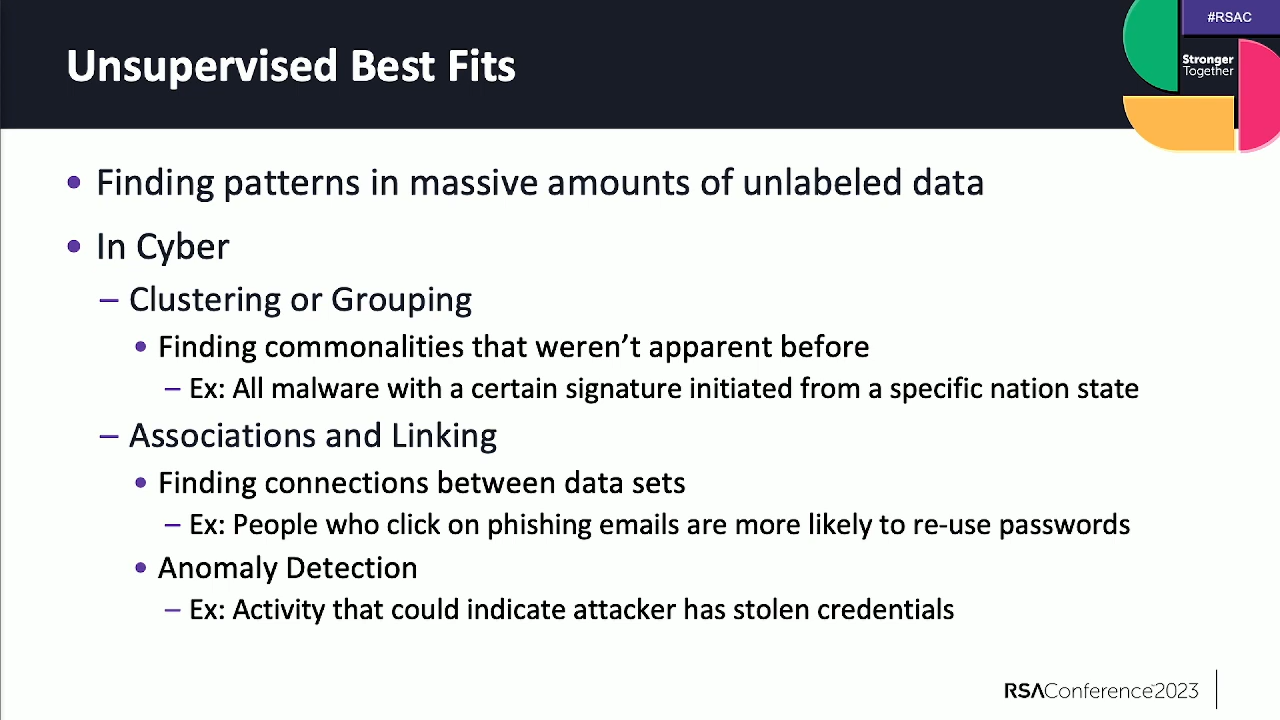 #RSAC
Unsupervised Best Fits
Stronger
Together
• Finding patterns in massive amounts of unlabeled data
• In Cyber
– Clustering or Grouping
• Finding commonalities that weren’t apparent before
– Ex: All malware with a certain signature initiated from a specific nation state
– Associations and Linking
• Finding connections between data sets
– Ex: People who click on phishing emails are more likely to re-use passwords
• Anomaly Detection
– Ex: Activity that could indicate attacker has stolen credentials
RSAConference™2023